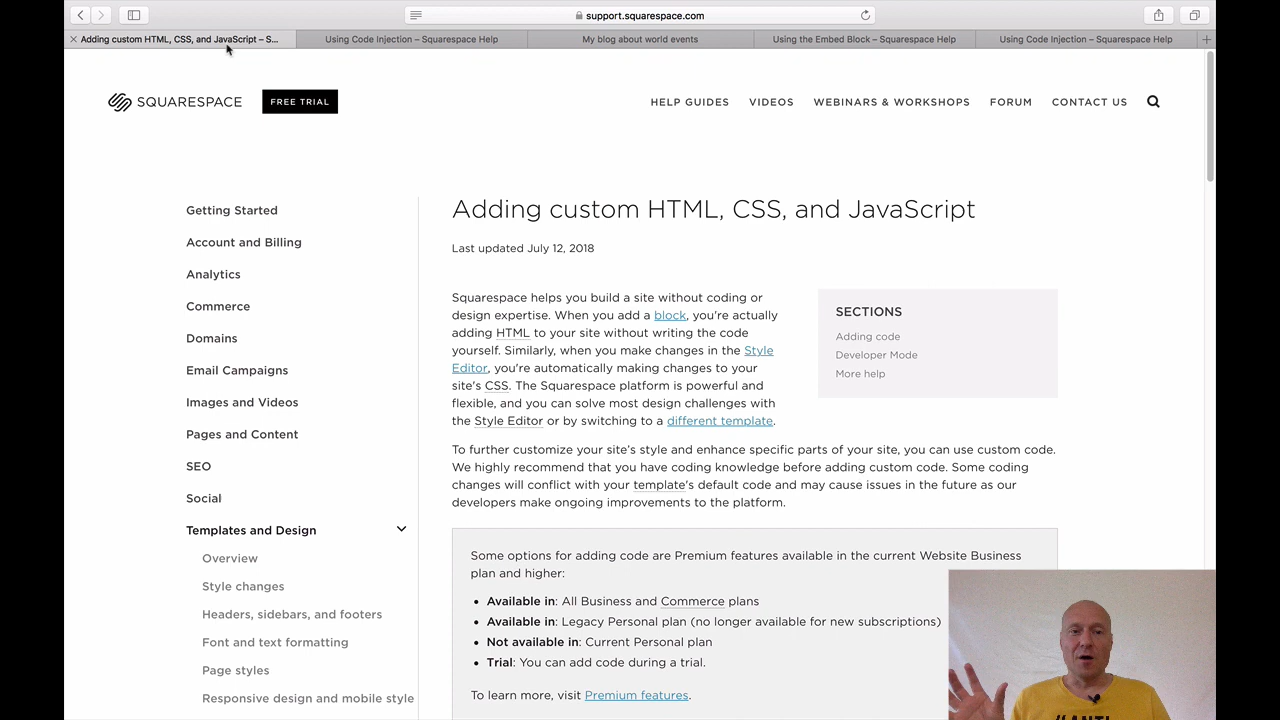 support.squarespace.com
Adding custom HTML, CSS, and JavaScript – S...
Using Code Injection – Squarespace Help
My blog about world events
Using the Embed Block – Squarespace Help
Using Code Injection – Squarespace Help
SQUARESPACE
FREE TRIAL
HELP GUIDES
VIDEOS
WEBINARS & WORKSHOPS
FORUM
CONTACT US
Getting Started
Account and Billing
Analytics
Commerce
Domains
Email Campaigns
Images and Videos
Pages and Content
SEO
Social
Templates and Design
Overview
Style changes
Headers, sidebars, and footers
Font and text formatting
Page styles
Responsive design and mobile style
Adding custom HTML, CSS, and JavaScript
Last updated July 12, 2018
Squarespace helps you build a site without coding or
design expertise. When you add a block, you're actually
adding HTML to your site without writing the code
yourself. Similarly, when you make changes in the Style
Editor, you're automatically making changes to your
site's CSS. The Squarespace platform is powerful and
flexible, and you can solve most design challenges with
the Style Editor or by switching to a different template.
SECTIONS
Adding code
Developer Mode
More help
To further customize your site's style and enhance specific parts of your site, you can use custom code.
We highly recommend that you have coding knowledge before adding custom code. Some coding
changes will conflict with your template's default code and may cause issues in the future as our
developers make ongoing improvements to the platform.
Some options for adding code are Premium features available in the current Website Business
plan and higher:
• Available in: All Business and Commerce plans
• Available in: Legacy Personal plan (no longer available for new subscriptions)
• Not available in: Current Personal plan
• Trial: You can add code during a trial.
To learn more, visit Premium features.